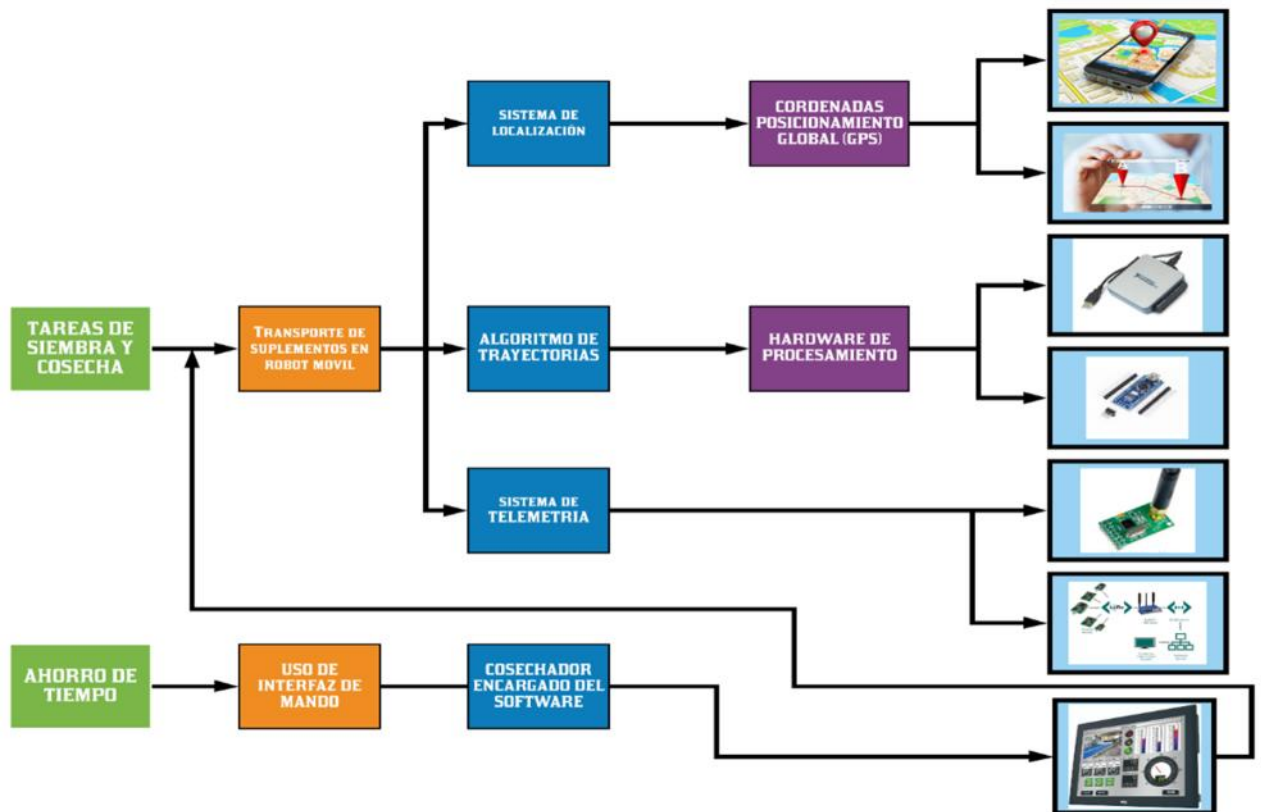 SISTEMA DE
LOCALIZACIÓN
CORDENADAS
POSICIONAMIENTO
GLOBAL (GPS)
TAREAS DE
SIEMBRA Y
COSECHA
TRANSPORTE DE
SUPLEMENTOS EN
ROBOT MOVIL
ALGORITMO DE
TRAYECTORIAS
HARDWARE DE
PROCESAMIENTO
SISTEMA DE
TELEMETRIA
AHORRO DE
TIEMPO
USO DE
INTERFAZ DE
MANDO
COSECHADOR
ENCARGADO DEL
SOFTWARE